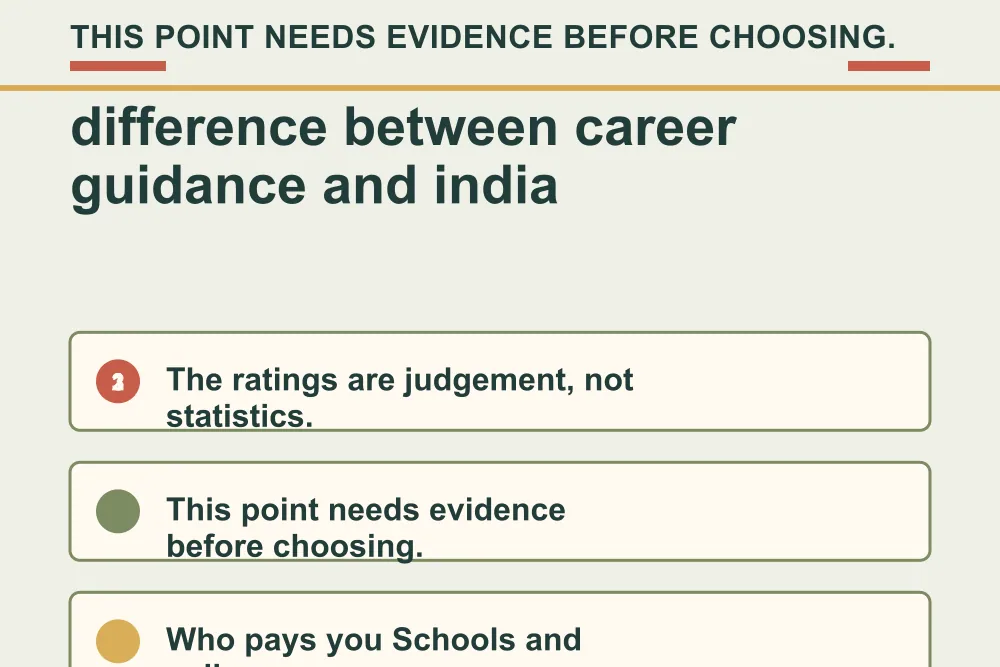 THIS POINT NEEDS EVIDENCE BEFORE CHOOSING.
difference between career
guidance and india
The ratings are judgement, not
statistics.
This point needs evidence
before choosing.
Who pays you Schools and